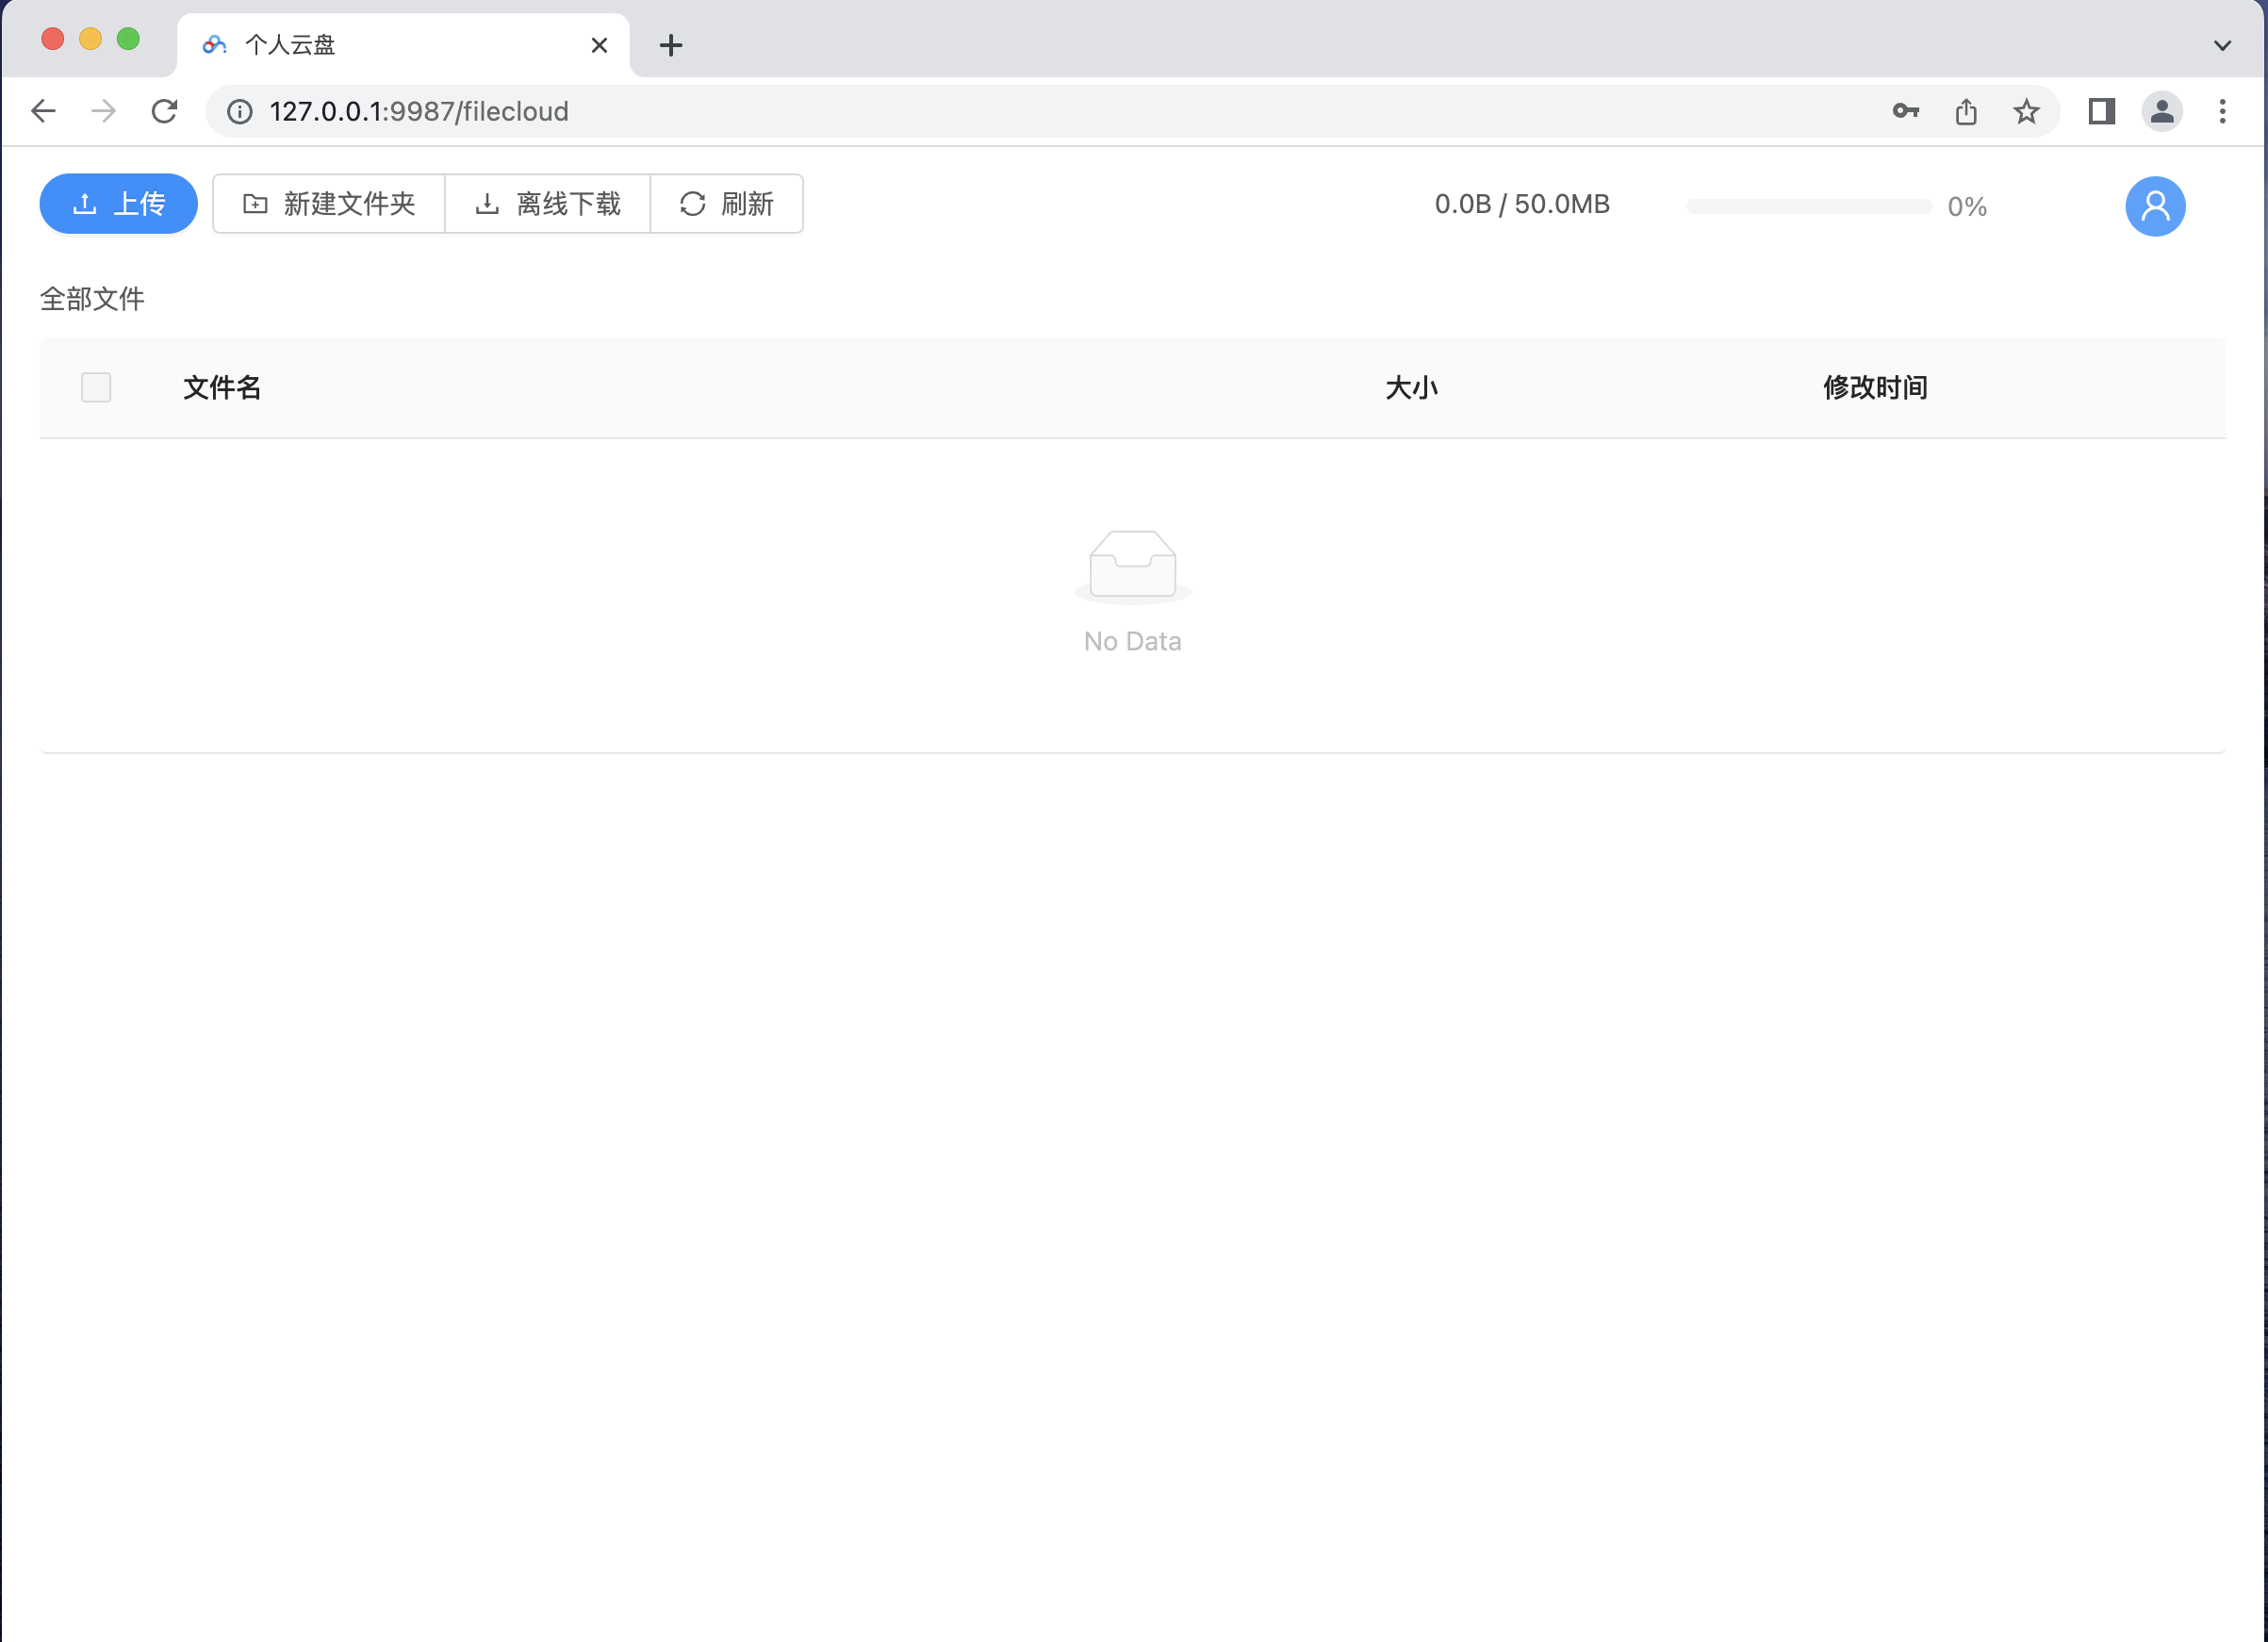 个人云盘
127.0.0.1:9987/filecloud
上传 新建文件夹 离线下载 刷新 0.0B / 50.0MB 0%
全部文件
文件名 大小 修改时间
No Data